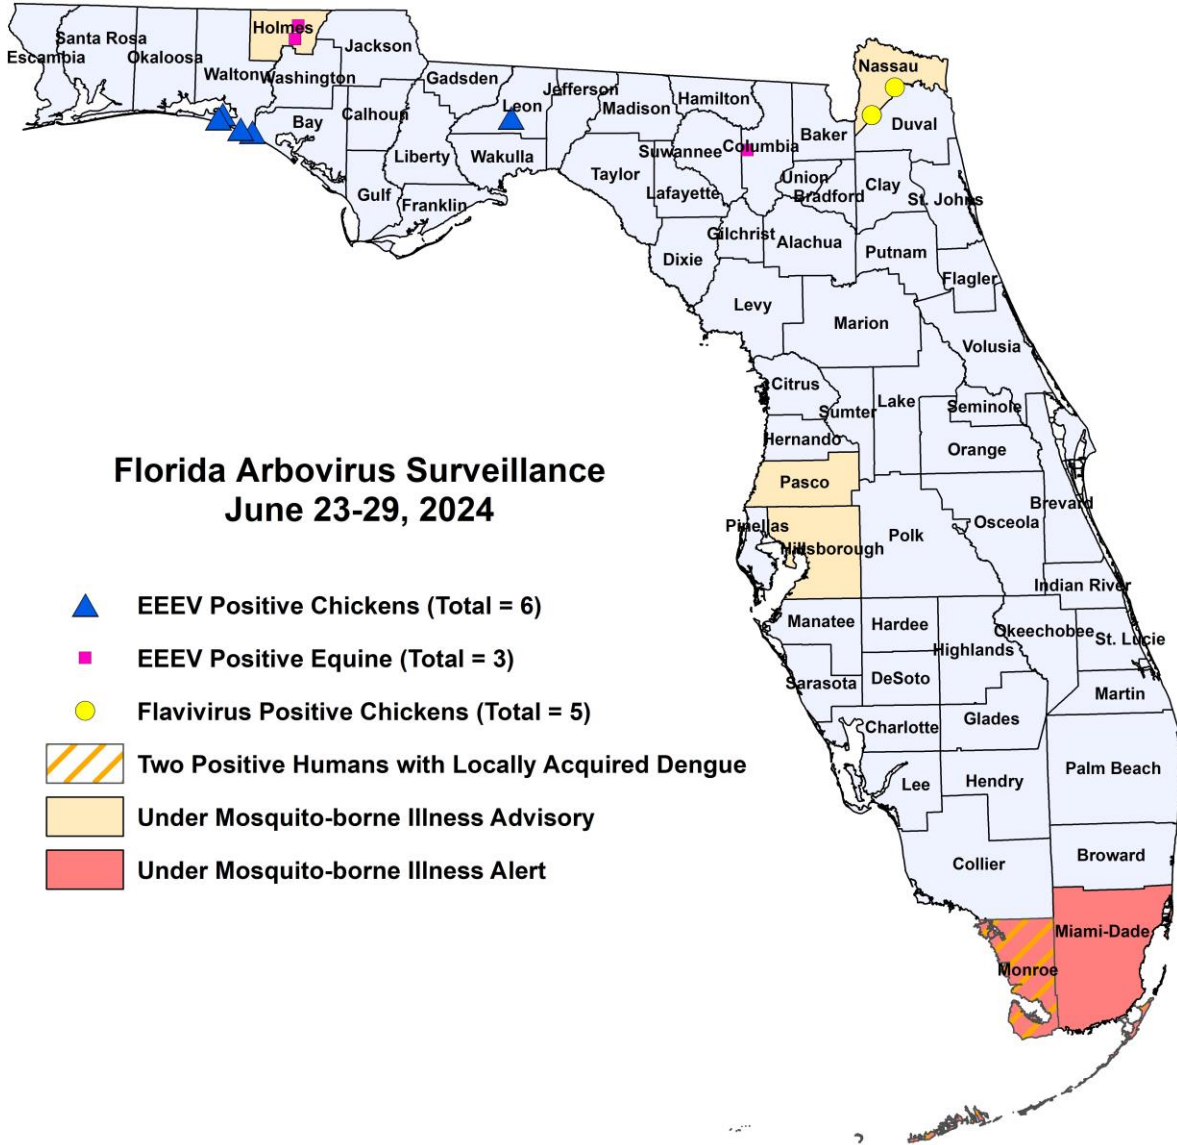 Holmes
Santa Rosa
Escambia
Okaloosa
Walton
Washington
Jackson
Gadsden
Jefferson
Leon
Madison
Hamilton
Nassau
Bay
Calhoun
Liberty
Wakulla
Taylor
Suwannee
Columbia
Baker
Duval
Gulf
Franklin
Lafayette
Union
Bradford
Clay
St. Johns
Dixie
Gilchrist
Alachua
Putnam
Flagler
Levy
Marion
Volusia
Citrus
Sumter
Lake
Seminole
Hernando
Orange
Florida Arbovirus Surveillance
June 23-29, 2024
Pasco
Pinellas
Hillsborough
Polk
Osceola
Brevard
Indian River
Manatee
Hardee
Highlands
Okeechobee
St. Lucie
Sarasota
DeSoto
Martin
Charlotte
Glades
Lee
Hendry
Palm Beach
Collier
Broward
Monroe
Miami-Dade
EEEV Positive Chickens (Total = 6)
EEEV Positive Equine (Total = 3)
Flavivirus Positive Chickens (Total = 5)
Two Positive Humans with Locally Acquired Dengue
Under Mosquito-borne Illness Advisory
Under Mosquito-borne Illness Alert